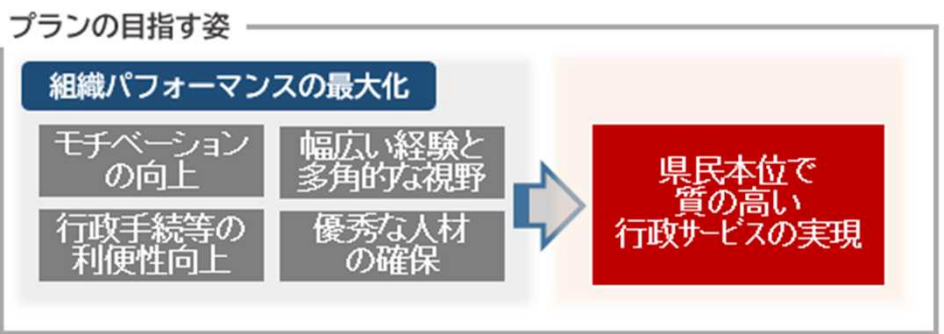 プランの目指す姿
組織パフォーマンスの最大化
モチベーション
の向上
幅広い経験と
多角的な視野
行政手続等の
利便性向上
優秀な人材
の確保
県民本位で
質の高い
行政サービスの実現